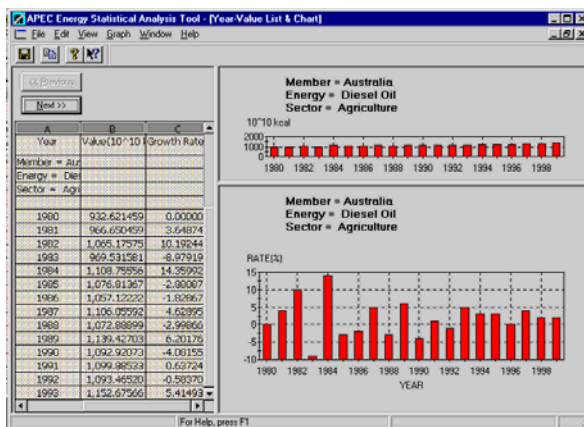 APEC Energy Statistical Analysis Tool - [Year-Value List & Chart]
File Edit View Graph Window Help
<< Previous
Next >>
A B C
Year Value(10^10 Growth Rate
Member = Au
Energy = Dies
Sector = Agri
1980 932.621459 0.00000
1981 966.650459 3.64874
1982 1,065.17575 10.19244
1983 969.531581 -8.97919
1984 1,108.75556 14.35992
1985 1,076.81367 -2.88087
1986 1,057.12222 -1.82867
1987 1,106.05592 4.62895
1988 1,072.88899 -2.99866
1989 1,139.42703 6.20176
1990 1,092.92073 -4.08155
1991 1,099.88533 0.63724
1992 1,093.46520 -0.58370
1993 1,152.67566 5.41493
Member = Australia
Energy = Diesel Oil
Sector = Agriculture
10^10 kcal
2000
1000
0
1980 1982 1984 1986 1988 1990 1992 1994 1996 1998
Member = Australia
Energy = Diesel Oil
Sector = Agriculture
RATE(%)
15
10
5
0
-5
-10
1980 1982 1984 1986 1988 1990 1992 1994 1996 1998
YEAR
For Help, press F1